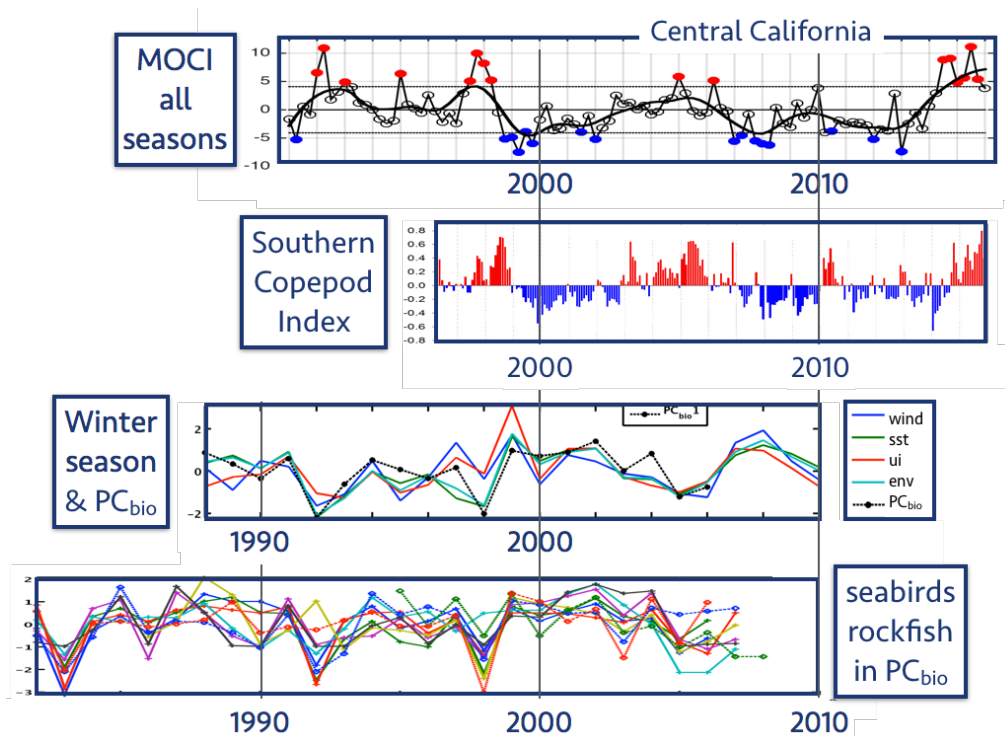 Central California
MOCI
all
seasons
10
5
0
-5
-10
2000
2010
Southern
Copepod
Index
0.8
0.6
0.4
0.2
0.0
-0.2
-0.4
-0.6
-0.8
2000
2010
Winter
season
& PCbio
2
0
-2
PCbio1
1990
2000
wind
sst
ui
env
PCbio
2
1
0
-1
-2
-3
1990
2000
2010
seabirds
rockfish
in PCbio